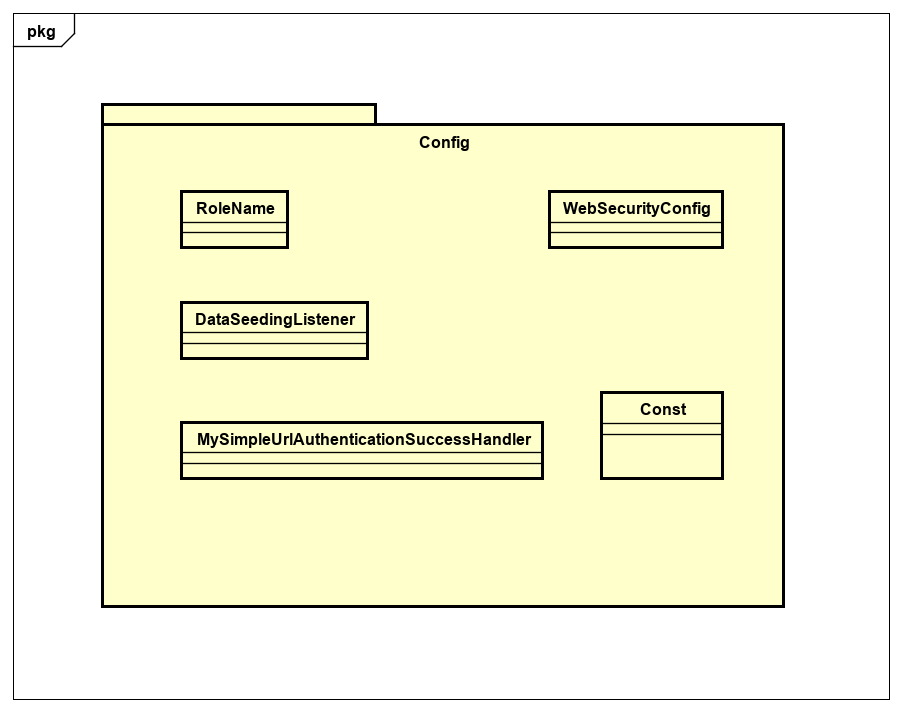 pkg
Config
RoleName
WebSecurityConfig
DataSeedingListener
Const
MySimpleUrlAuthenticationSuccessHandler